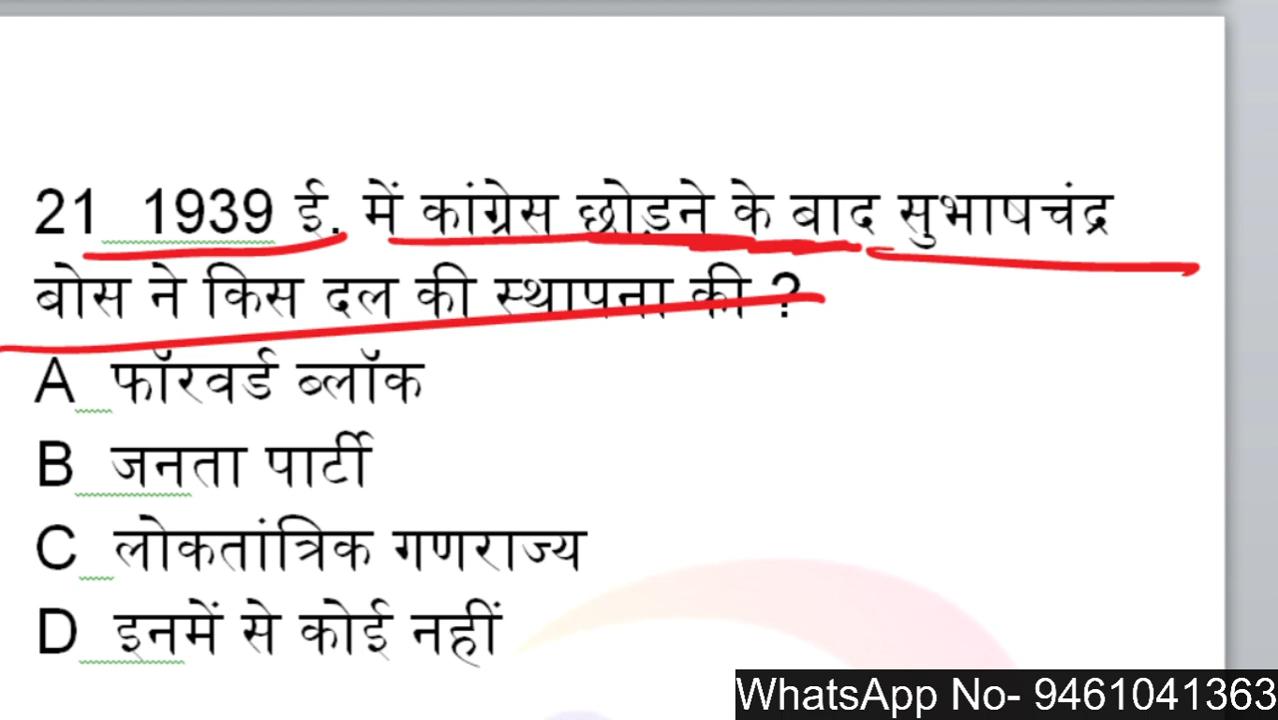 21 1939 ई. में कांग्रेस छोड़ने के बाद सुभाषचंद्र
बोस ने किस दल की स्थापना की ?
A फॉरवर्ड ब्लॉक
B जनता पार्टी
C लोकतांत्रिक गणराज्य
D इनमें से कोई नहीं
WhatsApp No- 9461041363